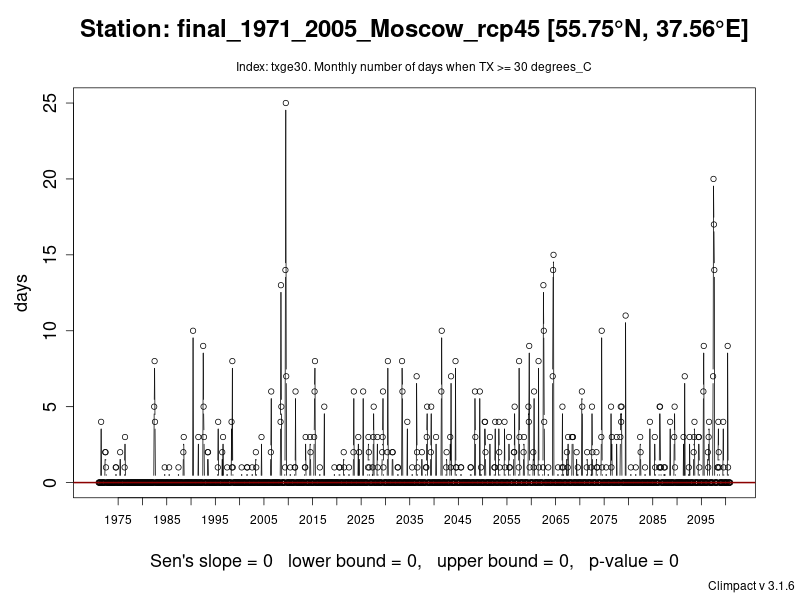 Station: final_1971_2005_Moscow_rcp45 [55.75°N, 37.56°E]
Index: txge30. Monthly number of days when TX >= 30 degrees_C
25
20
15
10
5
0
days
1975 1985 1995 2005 2015 2025 2035 2045 2055 2065 2075 2085 2095
Sen's slope = 0 lower bound = 0, upper bound = 0, p-value = 0
Climpact v 3.1.6